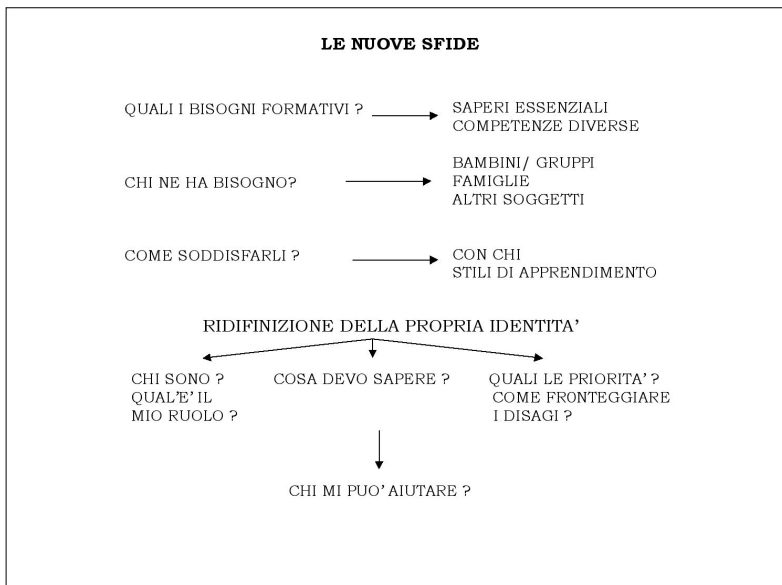 LE NUOVE SFIDE
QUALI I BISOGNI FORMATIVI ?
SAPERI ESSENZIALI
COMPETENZE DIVERSE
CHI NE HA BISOGNO?
BAMBINI/ GRUPPI
FAMIGLIE
ALTRI SOGGETTI
COME SODDISFARLI ?
CON CHI
STILI DI APPRENDIMENTO
RIDIFINIZIONE DELLA PROPRIA IDENTITA’
CHI SONO ?
QUAL’E’ IL
MIO RUOLO ?
COSA DEVO SAPERE ?
QUALI LE PRIORITA’ ?
COME FRONTEGGIARE
I DISAGI ?
CHI MI PUO’ AIUTARE ?